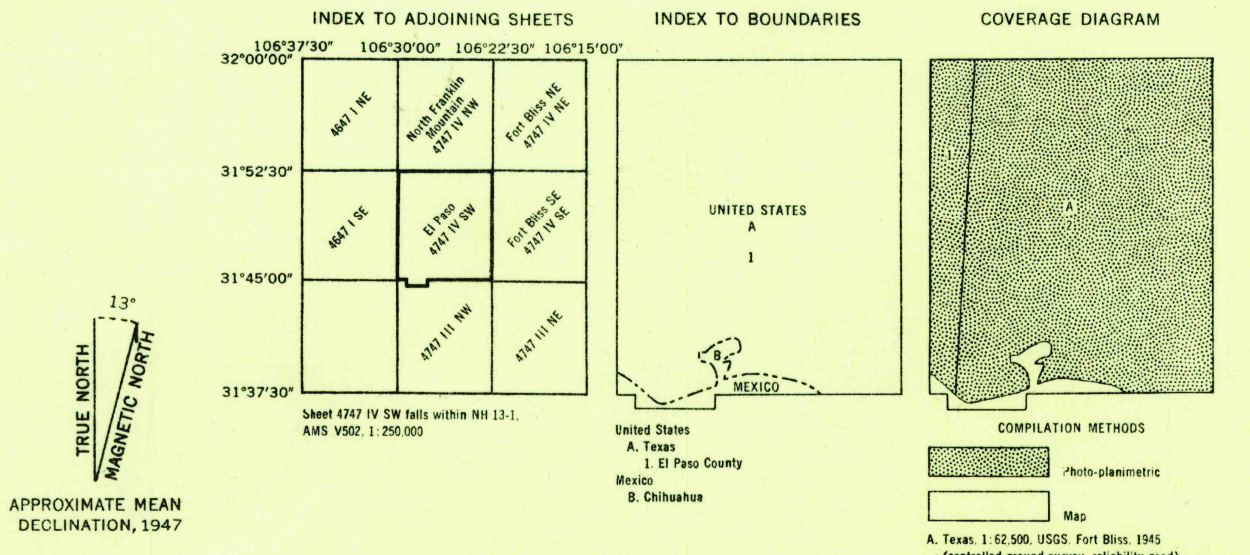 INDEX TO ADJOINING SHEETS
106°37'30" 106°30'00" 106°22'30" 106°15'00"
32°00'00"
31°52'30"
31°45'00"
31°37'30"
4647 I NE
North Franklin
Mountain
4747 IV NW
Fort Bliss NE
4747 IV NE
4647 I SE
El Paso
4747 IV SW
Fort Bliss SE
4747 IV SE
4747 III NW
4747 III NE
Sheet 4747 IV SW falls within NH 13-1,
AMS V502, 1:250,000
13°
TRUE NORTH
MAGNETIC NORTH
APPROXIMATE MEAN
DECLINATION, 1947
INDEX TO BOUNDARIES
UNITED STATES
A
1
B
MEXICO
United States
A. Texas
1. El Paso County
Mexico
B. Chihuahua
COVERAGE DIAGRAM
1
A
2
COMPILATION METHODS
Photo-planimetric
Map
A. Texas, 1:62,500, USGS, Fort Bliss, 1945
(controlled ground survey, reliability good)